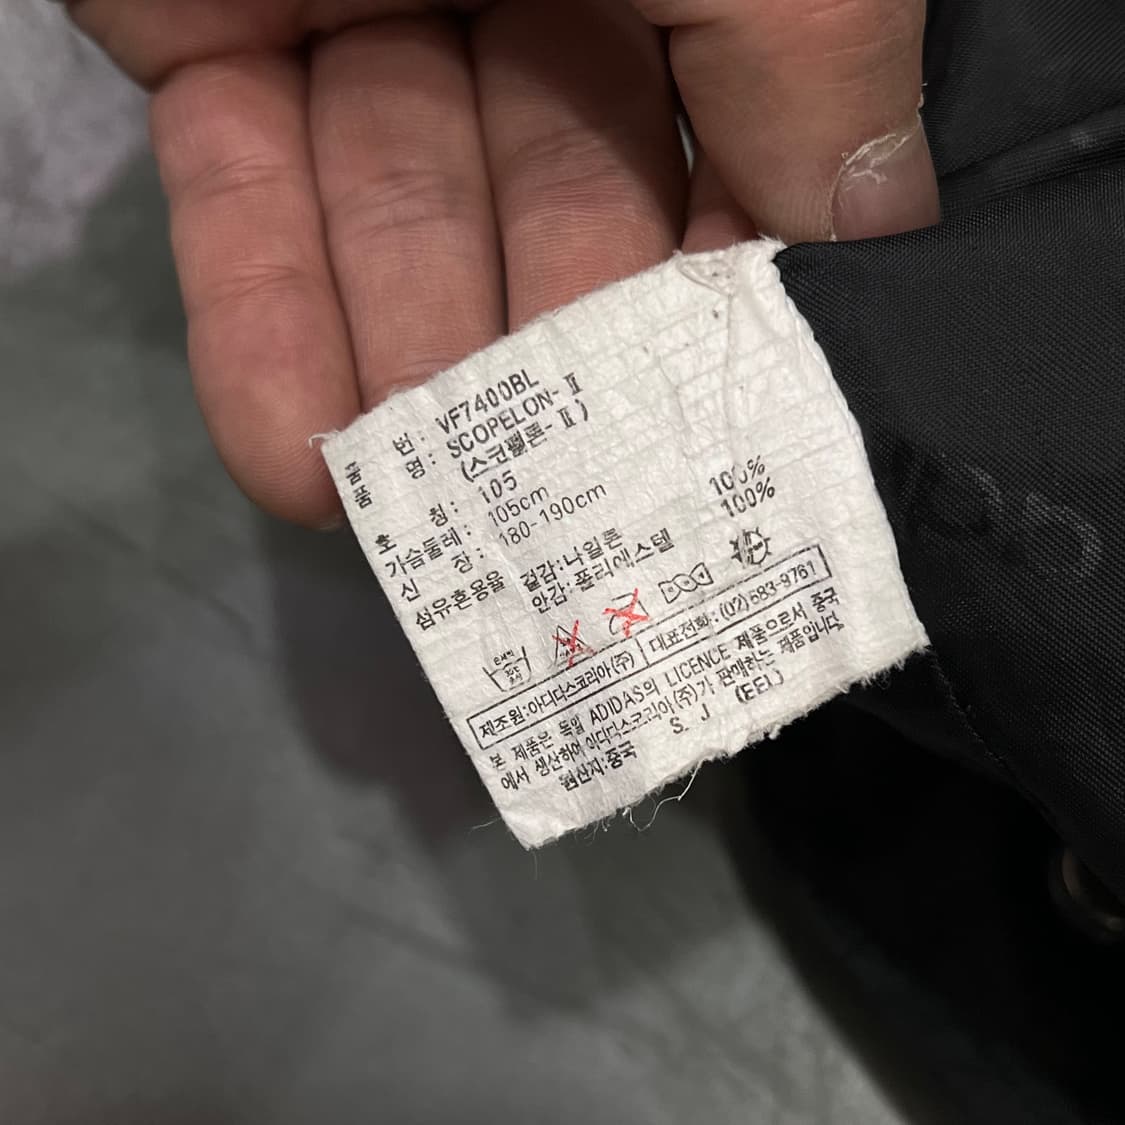 품 번: VF7400BL
품 명: SCOPELON-Ⅱ
(스코펠론-Ⅱ)
호 칭: 105
가슴둘레: 105cm
신 장: 180-190cm
섬유혼용율 겉감:나일론 100%
안감:폴리에스텔 100%
제조원:아디다스코리아(주) 대표전화:(02)583-9761
본 제품은 독일 ADIDAS의 LICENCE 제품으로서 중국
에서 생산하여 아디다스코리아(주)가 판매하는 제품입니다.
원산지:중국 S. J (EEL)